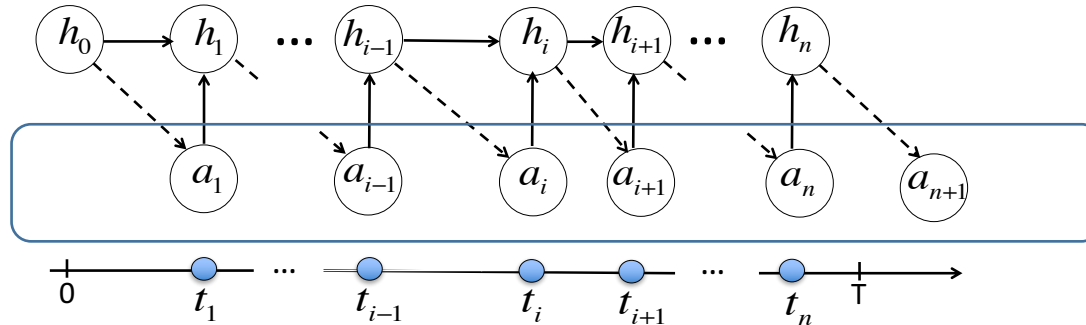 h₀ h₁ ... hᵢ₋₁ hᵢ hᵢ₊₁ ... hₙ
a₁ aᵢ₋₁ aᵢ aᵢ₊₁ aₙ aₙ₊₁
... ...
0 t₁ tᵢ₋₁ tᵢ tᵢ₊₁ tₙ T